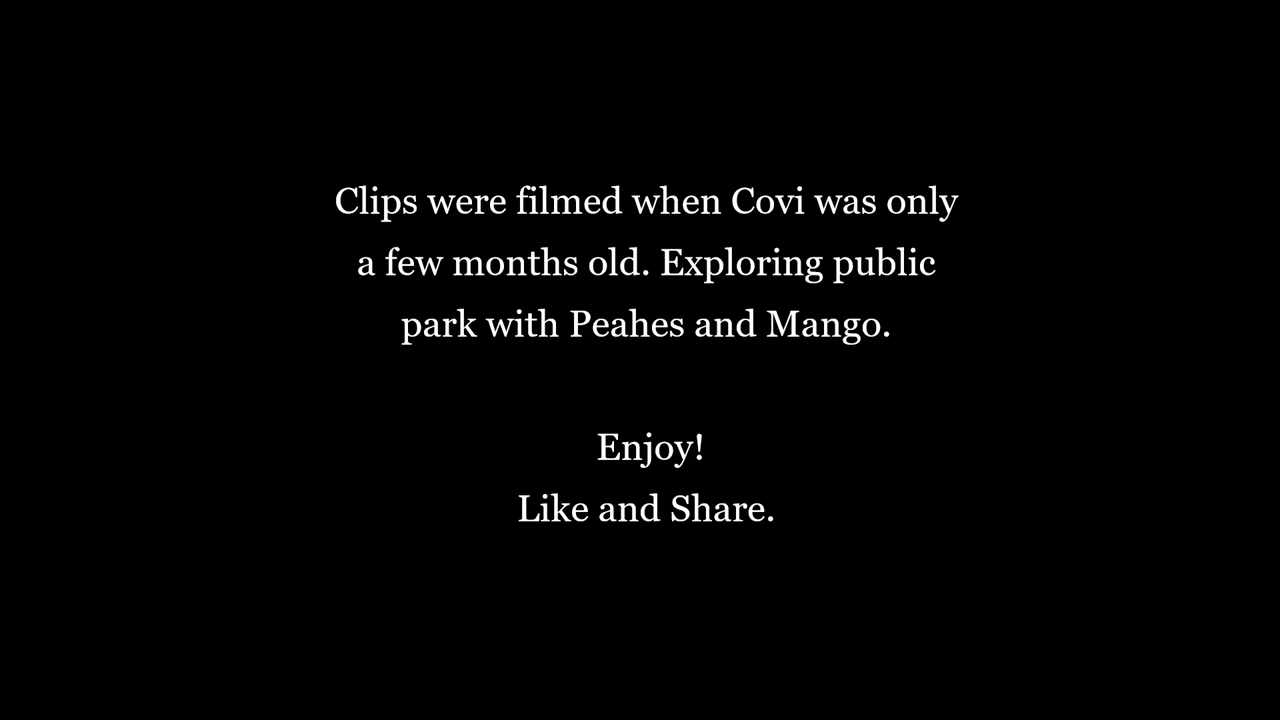 Clips were filmed when Covi was only
a few months old. Exploring public
park with Peahes and Mango.
Enjoy!
Like and Share.